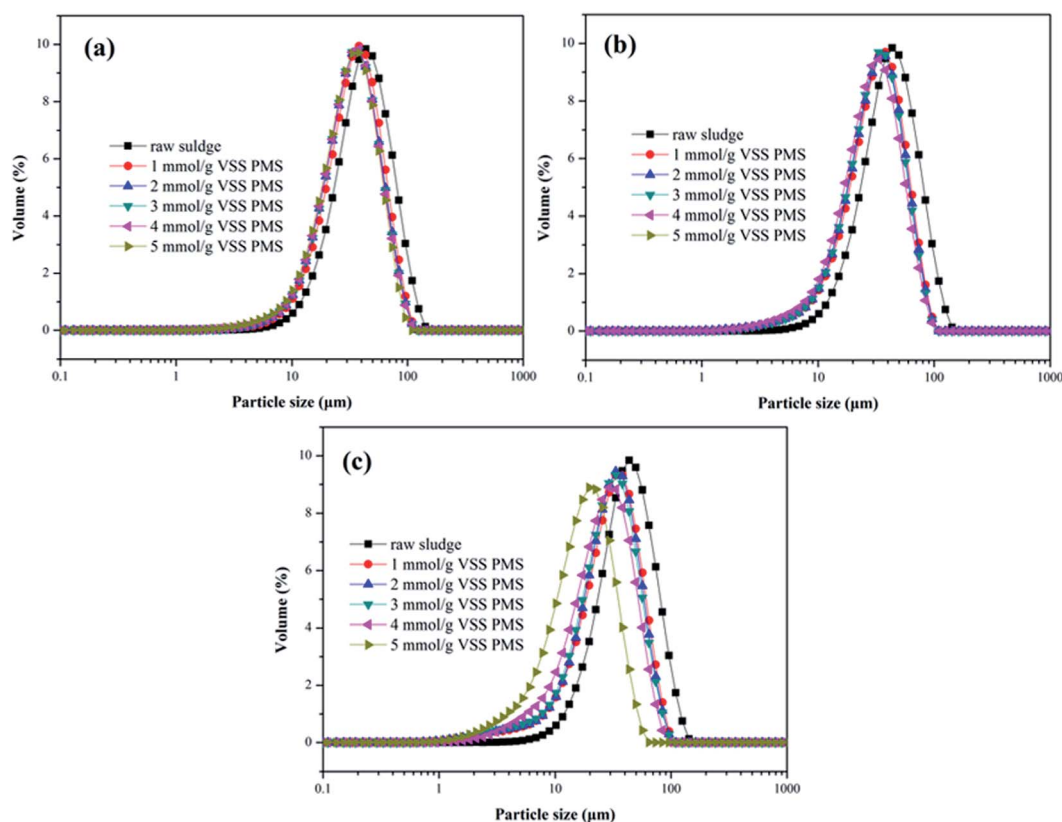 (a)
10
8
6
4
2
0
Volume (%)
raw suldge
1 mmol/g VSS PMS
2 mmol/g VSS PMS
3 mmol/g VSS PMS
4 mmol/g VSS PMS
5 mmol/g VSS PMS
0.1 1 10 100 1000
Particle size (μm)
(b)
10
8
6
4
2
0
Volume (%)
raw sludge
1 mmol/g VSS PMS
2 mmol/g VSS PMS
3 mmol/g VSS PMS
4 mmol/g VSS PMS
5 mmol/g VSS PMS
0.1 1 10 100 1000
Particle size (μm)
(c)
10
8
6
4
2
0
Volume (%)
raw sludge
1 mmol/g VSS PMS
2 mmol/g VSS PMS
3 mmol/g VSS PMS
4 mmol/g VSS PMS
5 mmol/g VSS PMS
0.1 1 10 100 1000
Particle size (μm)